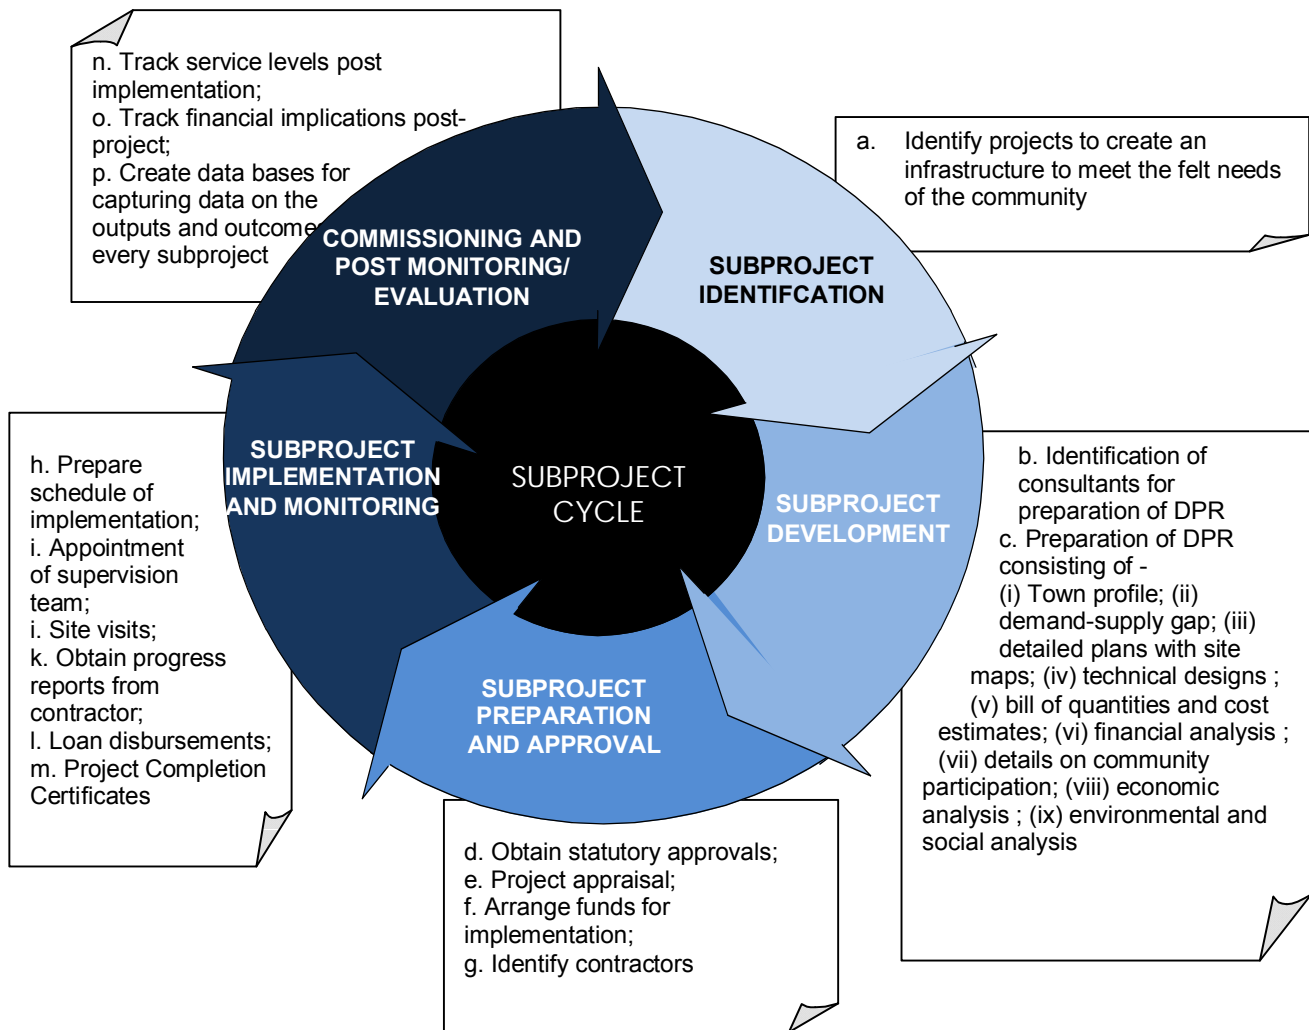 n. Track service levels post
implementation;
o. Track financial implications post-
project;
p. Create data bases for
capturing data on the
outputs and outcome
every subproject
a. Identify projects to create an
infrastructure to meet the felt needs
of the community
COMMISSIONING AND
POST MONITORING/
EVALUATION
SUBPROJECT
IDENTIFCATION
SUBPROJECT
IMPLEMENTATION
AND MONITORING
SUBPROJECT
CYCLE
SUBPROJECT
DEVELOPMENT
SUBPROJECT
PREPARATION
AND APPROVAL
h. Prepare
schedule of
implementation;
i. Appointment
of supervision
team;
i. Site visits;
k. Obtain progress
reports from
contractor;
l. Loan disbursements;
m. Project Completion
Certificates
b. Identification of
consultants for
preparation of DPR
c. Preparation of DPR
consisting of -
(i) Town profile; (ii)
demand-supply gap; (iii)
detailed plans with site
maps; (iv) technical designs ;
(v) bill of quantities and cost
estimates; (vi) financial analysis ;
(vii) details on community
participation; (viii) economic
analysis ; (ix) environmental and
social analysis
d. Obtain statutory approvals;
e. Project appraisal;
f. Arrange funds for
implementation;
g. Identify contractors